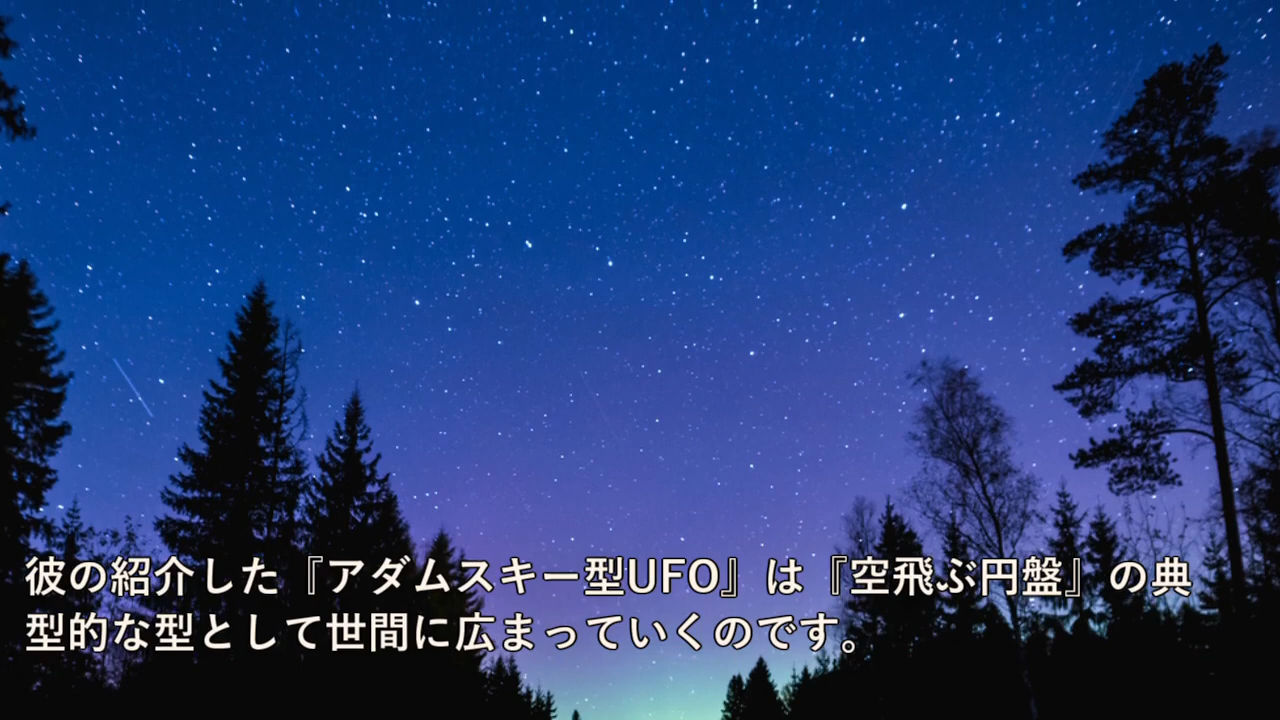 彼の紹介した『アダムスキー型UFO』は『空飛ぶ円盤』の典
型的な型として世間に広まっていくのです。